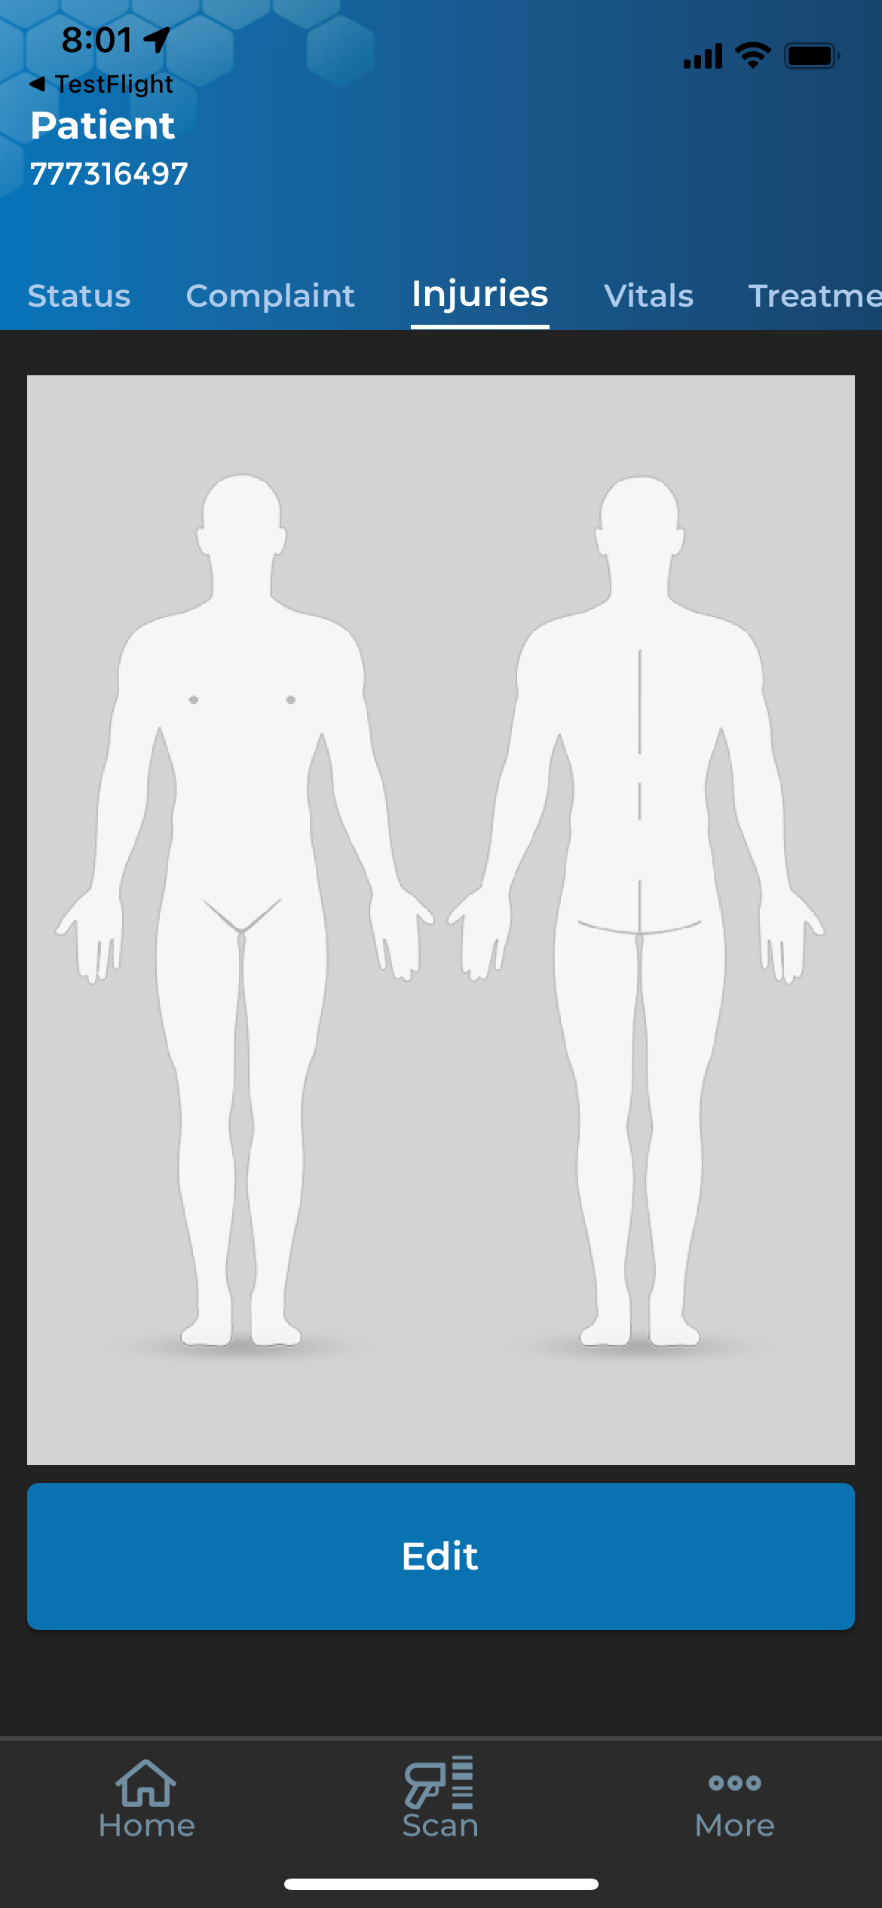 8:01
◀ TestFlight
Patient
777316497
Status Complaint Injuries Vitals Treatme
Edit
Home Scan More